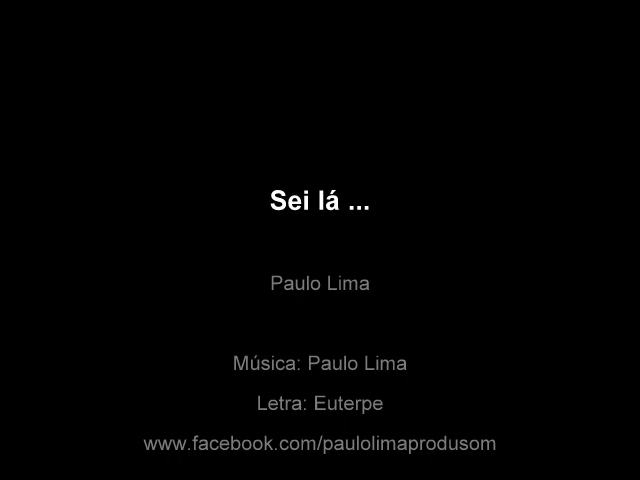 Sei lá ...
Paulo Lima
Música: Paulo Lima
Letra: Euterpe
www.facebook.com/paulolimaprodusom